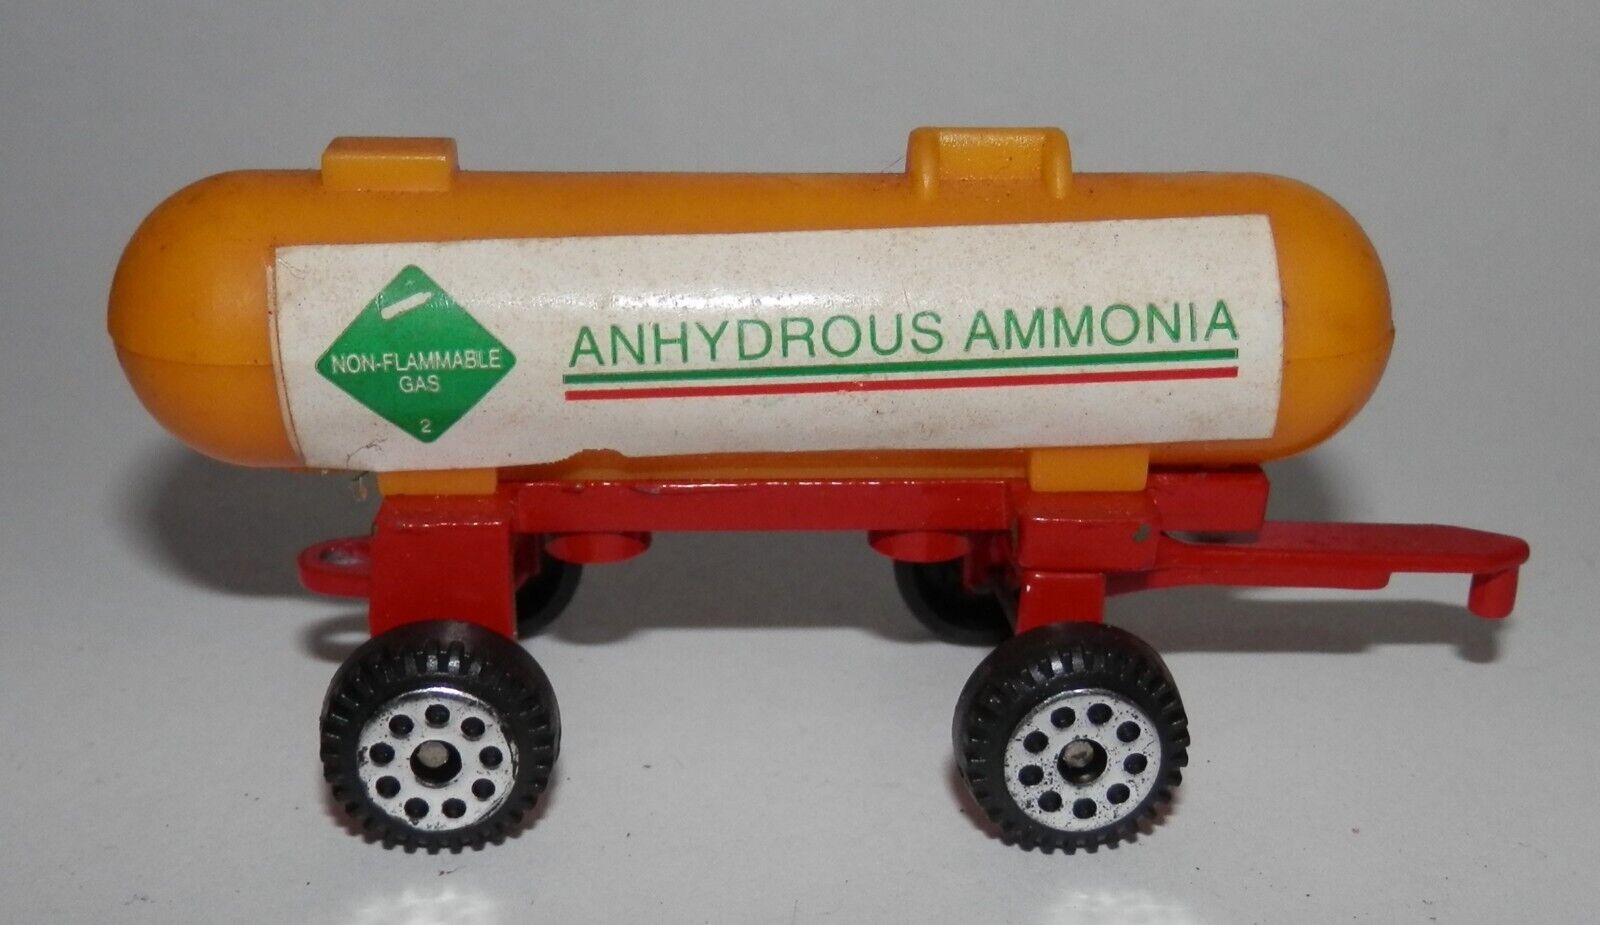 NON-FLAMMABLE
GAS
2
ANHYDROUS AMMONIA